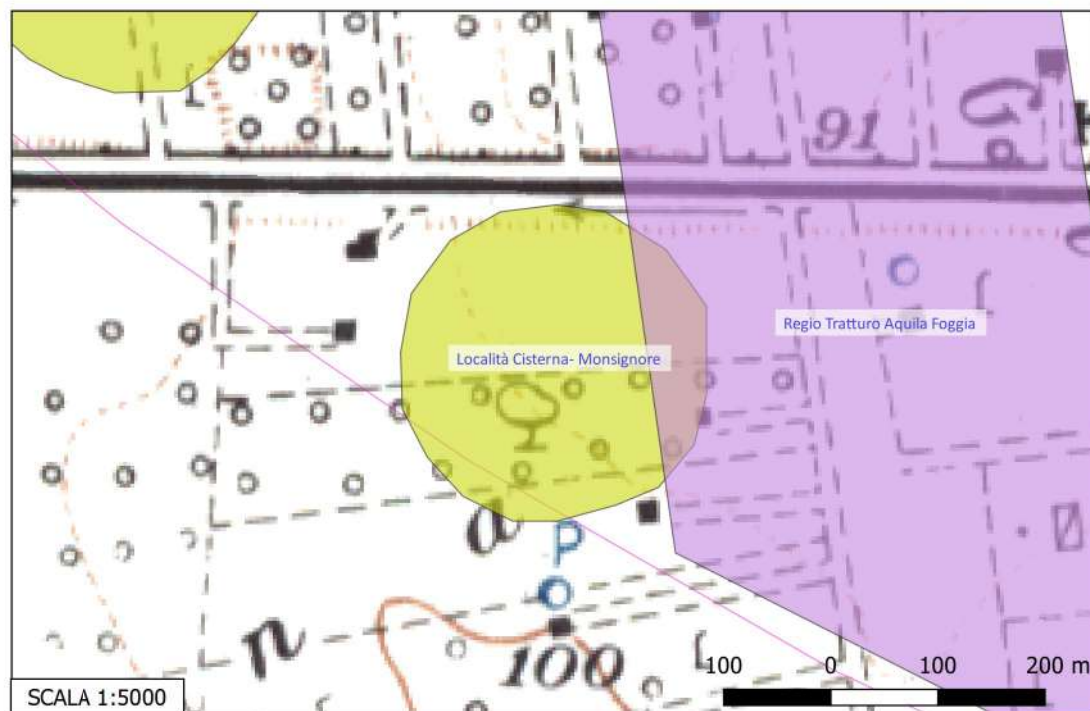 91
G
Regio Tratturo Aquila Foggia
Località Cisterna- Monsignore
a
P
n
100
100 0 100 200 m
SCALA 1:5000